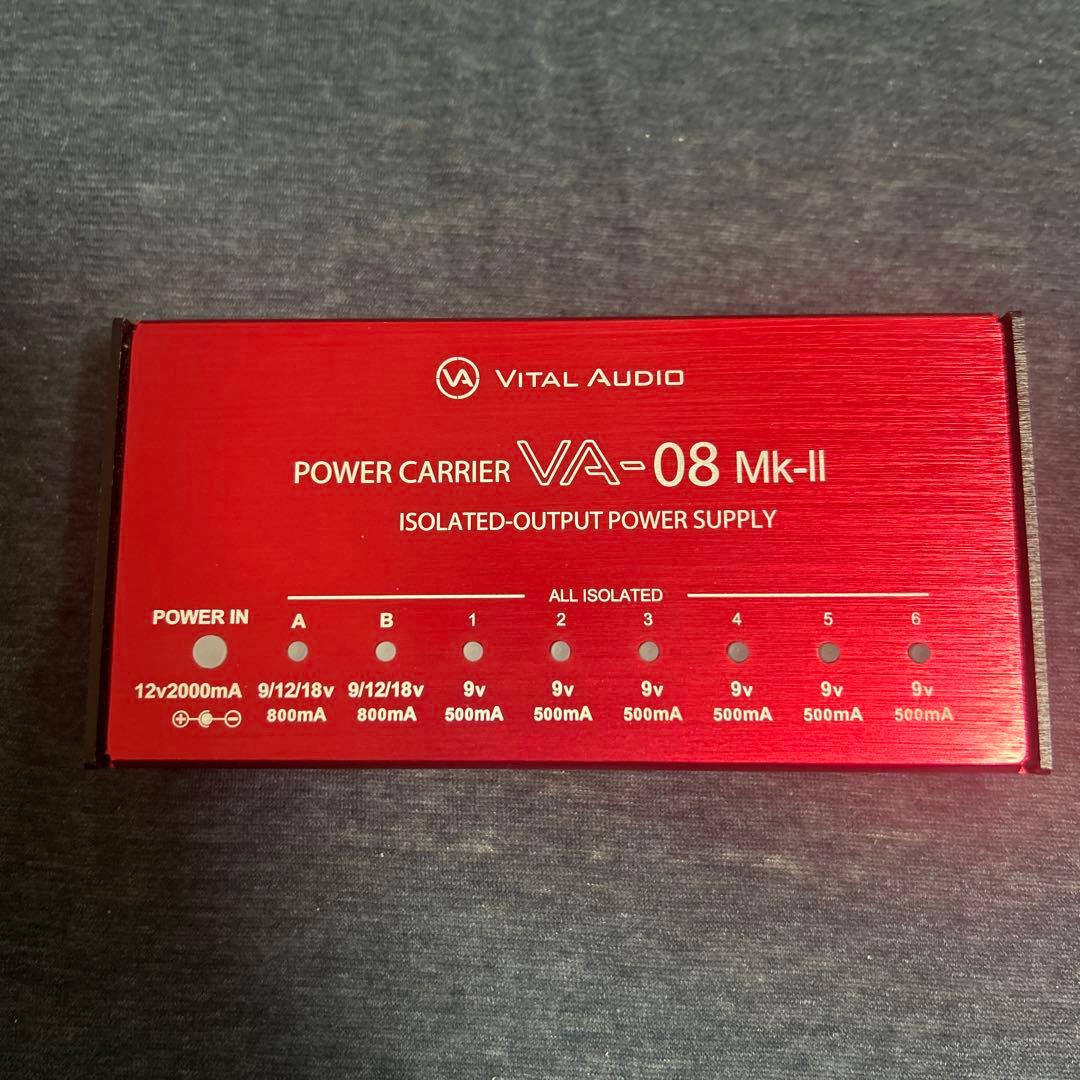 VA VITAL AUDIO
POWER CARRIER VA-08 Mk-II
ISOLATED-OUTPUT POWER SUPPLY
ALL ISOLATED
POWER IN A B 1 2 3 4 5 6
12v2000mA 9/12/18v 9/12/18v 9v 9v 9v 9v 9v 9v
800mA 800mA 500mA 500mA 500mA 500mA 500mA 500mA